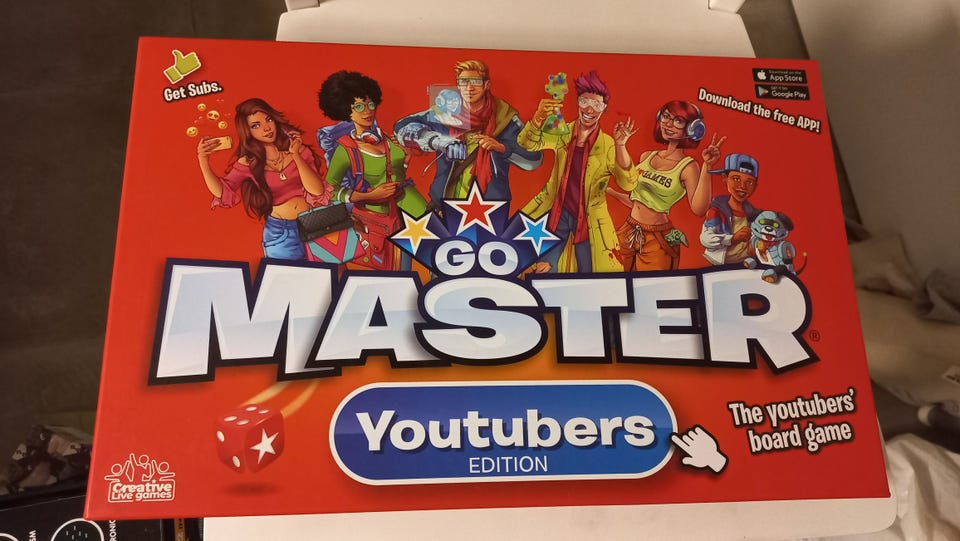 Get Subs.
Download on the
App Store
GET IT ON
Google Play
Download the free APP!
GAMES
GO
MASTER®
Youtubers
EDITION
The youtubers'
board game
Creative
Live games